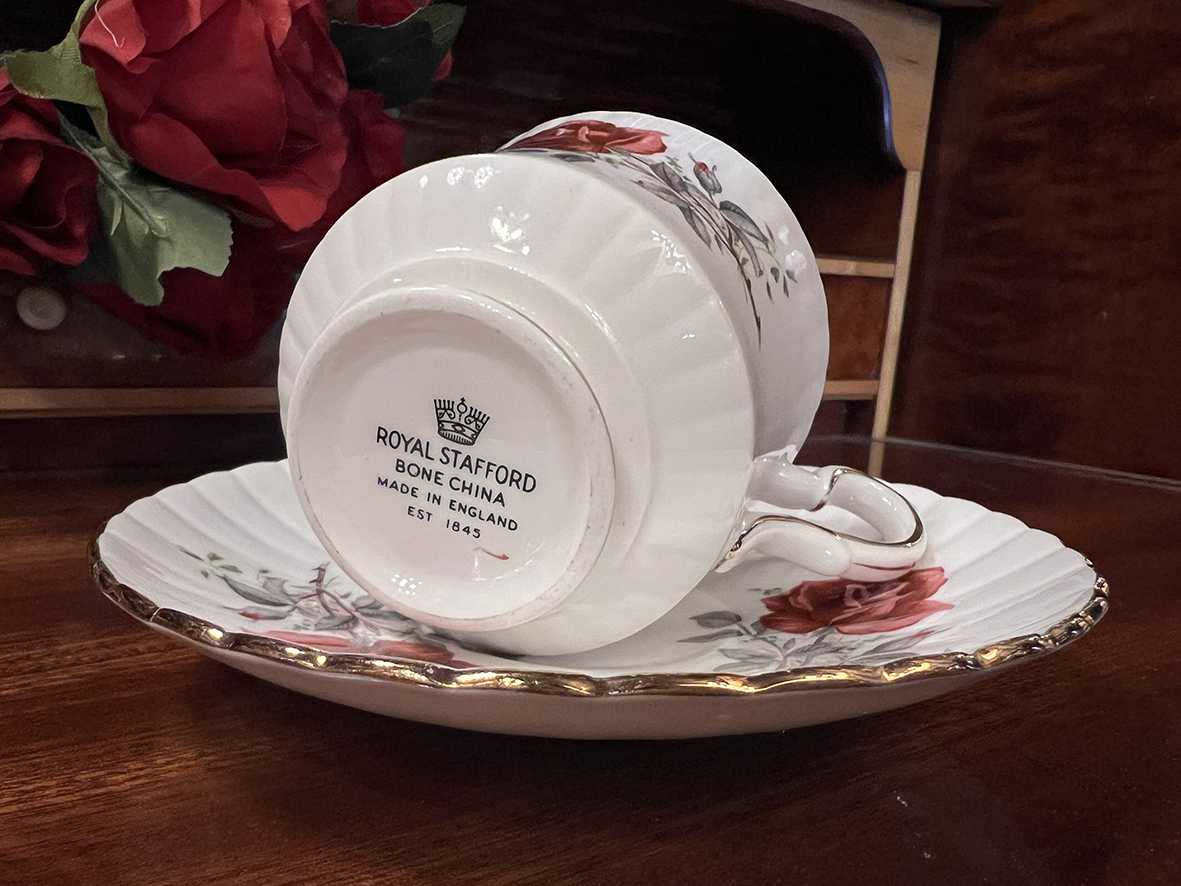 ROYAL STAFFORD
BONE CHINA
MADE IN ENGLAND
EST 1845